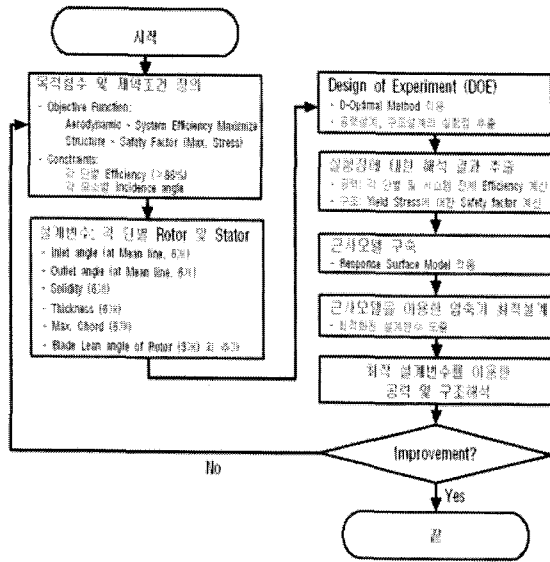 시작
목적함수 및 제약조건 정의
- Objective Function:
Aerodynamic - System Efficiency Maximize
Structure - Safety Factor (Max. Stress)
- Constraints:
각 단별 Efficiency (>86%)
각 요소별 Incidence angle
설계변수: 각 단별 Rotor 및 Stator
- Inlet angle (at Mean line, 6개)
- Outlet angle (at Mean line, 6개)
- Solidity (6개)
- Thickness (6개)
- Max. Chord (6개)
- Blade Lean angle of Rotor (3개) 의 추가
Design of Experiment (DOE)
- D-Optimal Method 적용
- 공력설계, 구조설계의 실험점 추출
실험점에 대한 해석 결과 추출
- 공력: 각 단별 및 시스템 전체 Efficiency 계산
- 구조: Yield Stress에 대한 Safety factor 계산
근사모델 구축
- Response Surface Model 적용
근사모델을 이용한 압축기 최적설계
- 최적화된 설계변수 도출
최적 설계변수를 이용한
공력 및 구조해석
Improvement?
No
Yes
끝